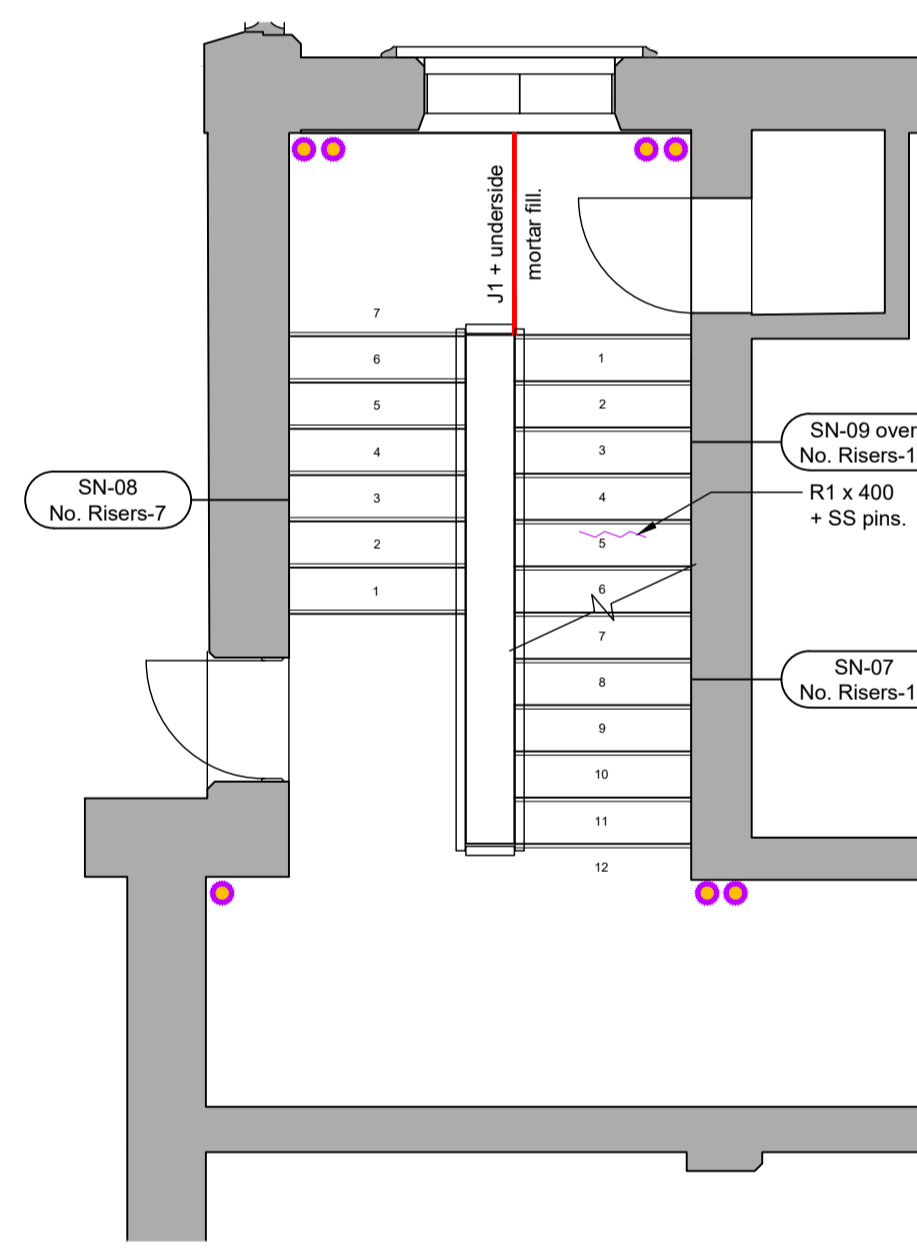 J1 + underside
mortar fill.
7
6
5
4
3
2
1
1
2
3
4
5
6
7
8
9
10
11
12
SN-08
No. Risers-7
SN-09 over
No. Risers-1
R1 x 400
+ SS pins.
SN-07
No. Risers-1